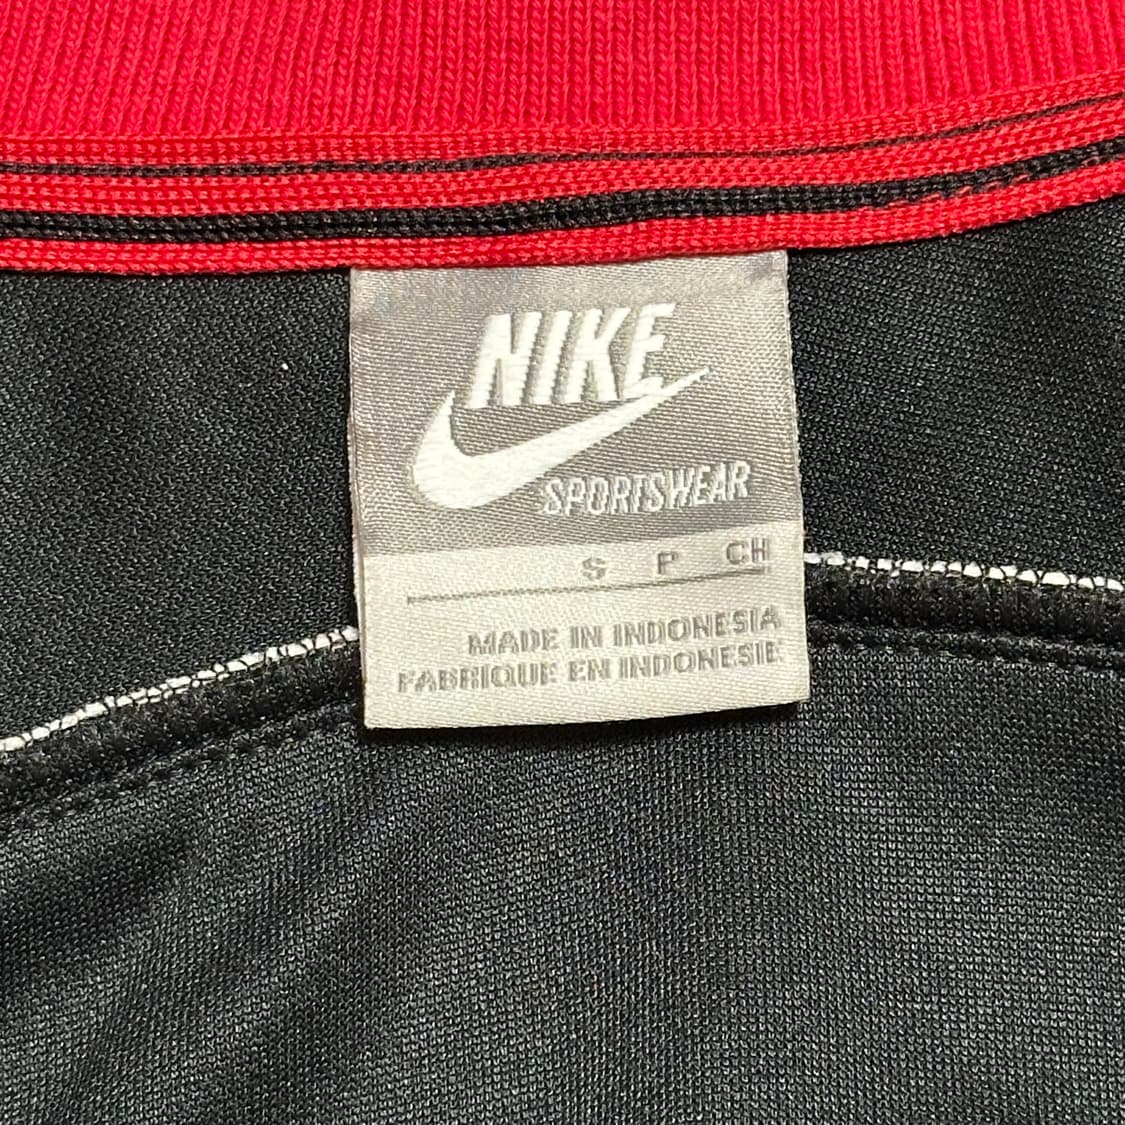 NIKE
SPORTSWEAR
S P CH
MADE IN INDONESIA
FABRIQUE EN INDONESIE